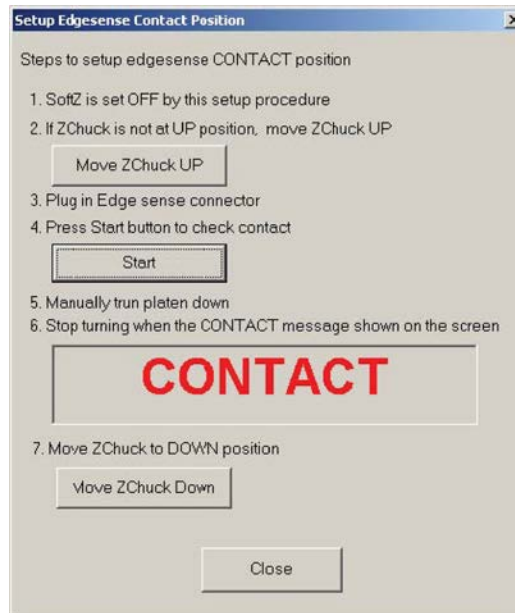 Setup Edgesense Contact Position
Steps to setup edgesense CONTACT position
1. SoftZ is set OFF by this setup procedure
2. If ZChuck is not at UP position, move ZChuck UP
Move ZChuck UP
3. Plug in Edge sense connector
4. Press Start button to check contact
Start
5. Manually trun platen down
6. Stop turning when the CONTACT message shown on the screen
CONTACT
7. Move ZChuck to DOWN position
Move ZChuck Down
Close